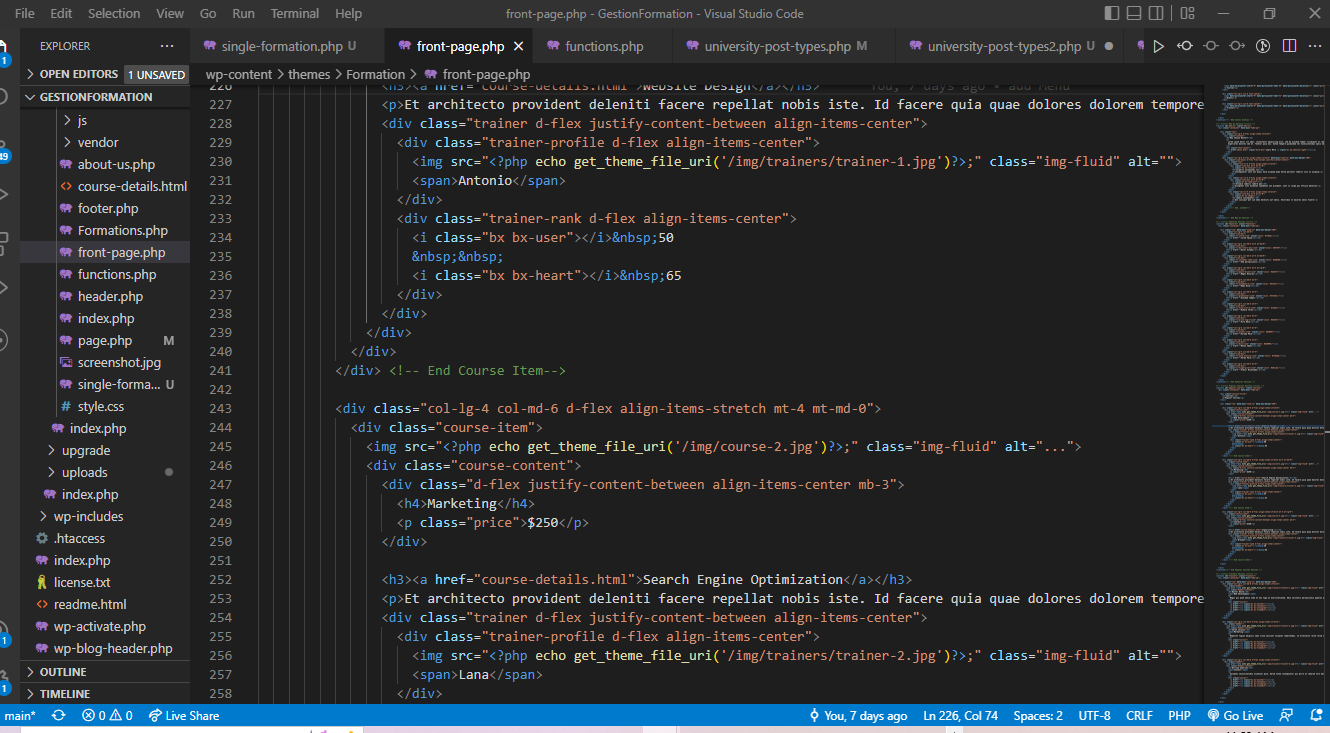 File Edit Selection View Go Run Terminal Help front-page.php - GestionFormation - Visual Studio Code
EXPLORER ··· single-formation.php U front-page.php functions.php university-post-types.php M university-post-types2.php U
OPEN EDITORS 1 UNSAVED
wp-content > themes > Formation > front-page.php
GESTIONFORMATION
js
vendor
about-us.php
course-details.html
footer.php
Formations.php
front-page.php
functions.php
header.php
index.php
page.php M
screenshot.jpg
single-forma... U
style.css
index.php
upgrade
uploads
index.php
wp-includes
.htaccess
index.php
license.txt
readme.html
wp-activate.php
wp-blog-header.php
OUTLINE
TIMELINE
226 <h3><a href="course-details.html">Website Design</a></h3> You, 7 days ago • add Menu
227 <p>Et architecto provident deleniti facere repellat nobis iste. Id facere quia quae dolores dolorem tempore
228 <div class="trainer d-flex justify-content-between align-items-center">
229 <div class="trainer-profile d-flex align-items-center">
230 <img src="<?php echo get_theme_file_uri('/img/trainers/trainer-1.jpg')?>;" class="img-fluid" alt="">
231 <span>Antonio</span>
232 </div>
233 <div class="trainer-rank d-flex align-items-center">
234 <i class="bx bx-user"></i>&nbsp;50
235 &nbsp;&nbsp;
236 <i class="bx bx-heart"></i>&nbsp;65
237 </div>
238 </div>
239 </div>
240 </div>
241 </div> <!-- End Course Item-->
242
243 <div class="col-lg-4 col-md-6 d-flex align-items-stretch mt-4 mt-md-0">
244 <div class="course-item">
245 <img src="<?php echo get_theme_file_uri('/img/course-2.jpg')?>;" class="img-fluid" alt="...">
246 <div class="course-content">
247 <div class="d-flex justify-content-between align-items-center mb-3">
248 <h4>Marketing</h4>
249 <p class="price">$250</p>
250 </div>
251
252 <h3><a href="course-details.html">Search Engine Optimization</a></h3>
253 <p>Et architecto provident deleniti facere repellat nobis iste. Id facere quia quae dolores dolorem tempore
254 <div class="trainer d-flex justify-content-between align-items-center">
255 <div class="trainer-profile d-flex align-items-center">
256 <img src="<?php echo get_theme_file_uri('/img/trainers/trainer-2.jpg')?>;" class="img-fluid" alt="">
257 <span>Lana</span>
258 </div>
main* 0 0 Live Share You, 7 days ago Ln 226, Col 74 Spaces: 2 UTF-8 CRLF PHP Go Live